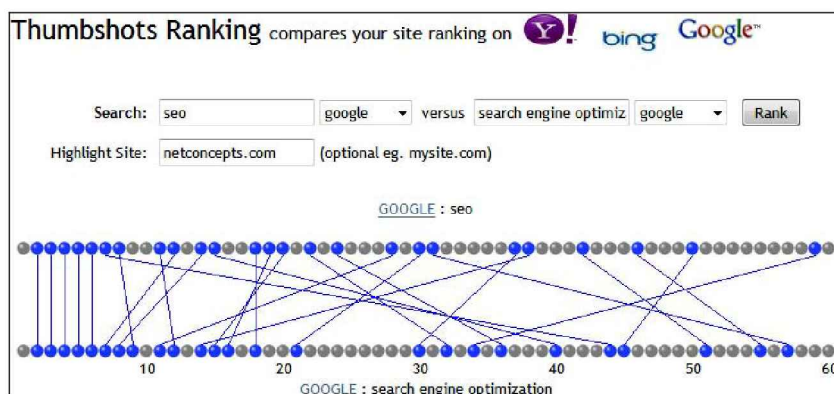 Thumbshots Ranking compares your site ranking on Y! bing Google™
Search: seo google versus search engine optimiz google Rank
Highlight Site: netconcepts.com (optional eg. mysite.com)
GOOGLE : seo
10 20 30 40 50 60
GOOGLE : search engine optimization